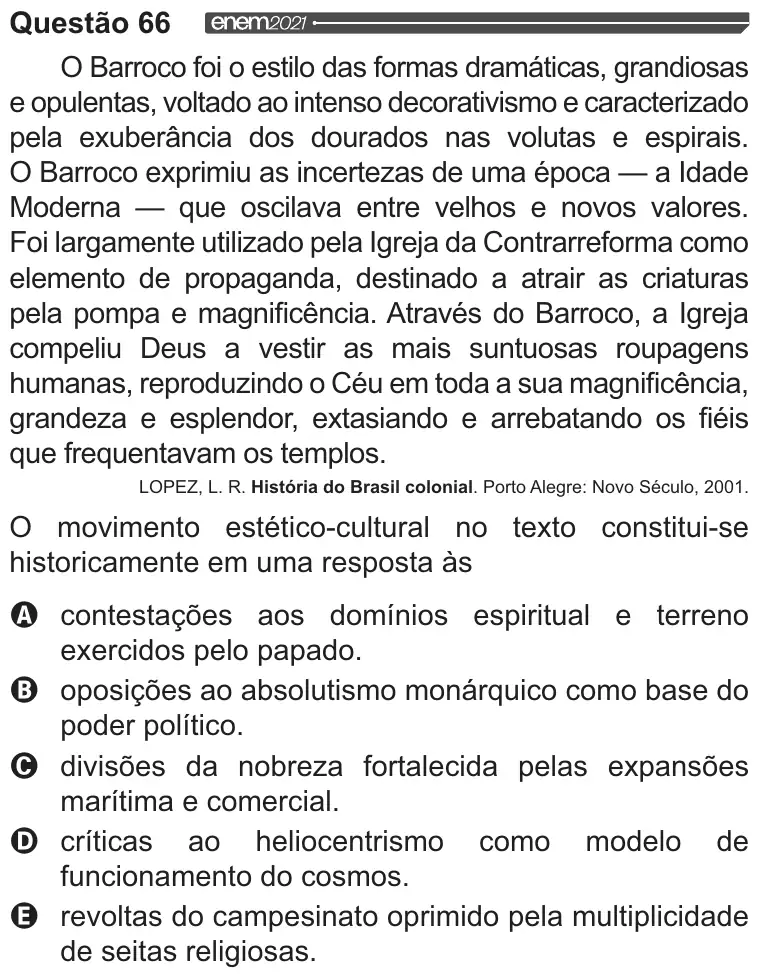 Questão 66 enem2021
O Barroco foi o estilo das formas dramáticas, grandiosas
e opulentas, voltado ao intenso decorativismo e caracterizado
pela exuberância dos dourados nas volutas e espirais.
O Barroco exprimiu as incertezas de uma época — a Idade
Moderna — que oscilava entre velhos e novos valores.
Foi largamente utilizado pela Igreja da Contrarreforma como
elemento de propaganda, destinado a atrair as criaturas
pela pompa e magnificência. Através do Barroco, a Igreja
compeliu Deus a vestir as mais suntuosas roupagens
humanas, reproduzindo o Céu em toda a sua magnificência,
grandeza e esplendor, extasiando e arrebatando os fiéis
que frequentavam os templos.
LOPEZ, L. R. História do Brasil colonial. Porto Alegre: Novo Século, 2001.
O movimento estético-cultural no texto constitui-se
historicamente em uma resposta às
A contestações aos domínios espiritual e terreno
exercidos pelo papado.
B oposições ao absolutismo monárquico como base do
poder político.
C divisões da nobreza fortalecida pelas expansões
marítima e comercial.
D críticas ao heliocentrismo como modelo de
funcionamento do cosmos.
E revoltas do campesinato oprimido pela multiplicidade
de seitas religiosas.